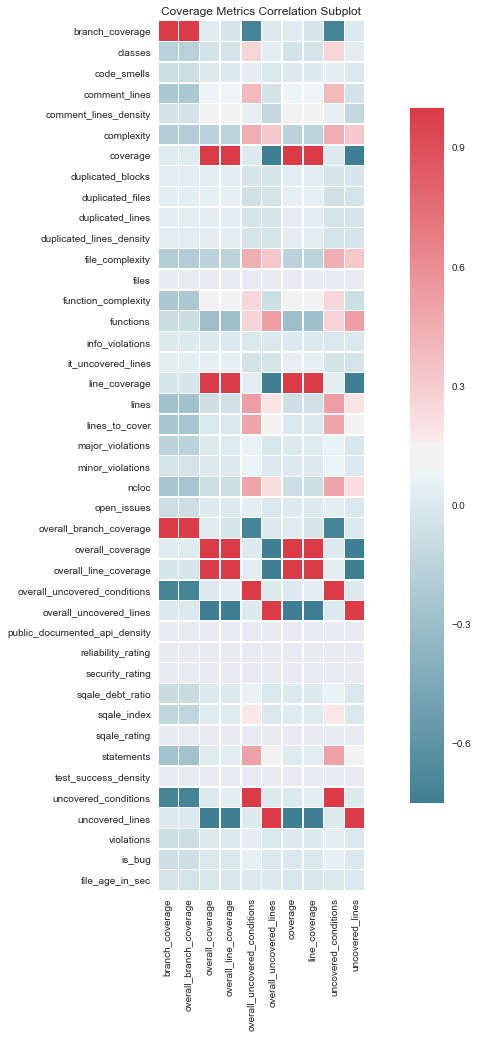 Coverage Metrics Correlation Subplot
branch_coverage
classes
code_smells
comment_lines
comment_lines_density
complexity
coverage
duplicated_blocks
duplicated_files
duplicated_lines
duplicated_lines_density
file_complexity
files
function_complexity
functions
info_violations
it_uncovered_lines
line_coverage
lines
lines_to_cover
major_violations
minor_violations
ncloc
open_issues
overall_branch_coverage
overall_coverage
overall_line_coverage
overall_uncovered_conditions
overall_uncovered_lines
public_documented_api_density
reliability_rating
security_rating
sqale_debt_ratio
sqale_index
sqale_rating
statements
test_success_density
uncovered_conditions
uncovered_lines
violations
is_bug
file_age_in_sec
branch_coverage
overall_branch_coverage
overall_coverage
overall_line_coverage
overall_uncovered_conditions
overall_uncovered_lines
coverage
line_coverage
uncovered_conditions
uncovered_lines
0.9
0.6
0.3
0.0
−0.3
−0.6